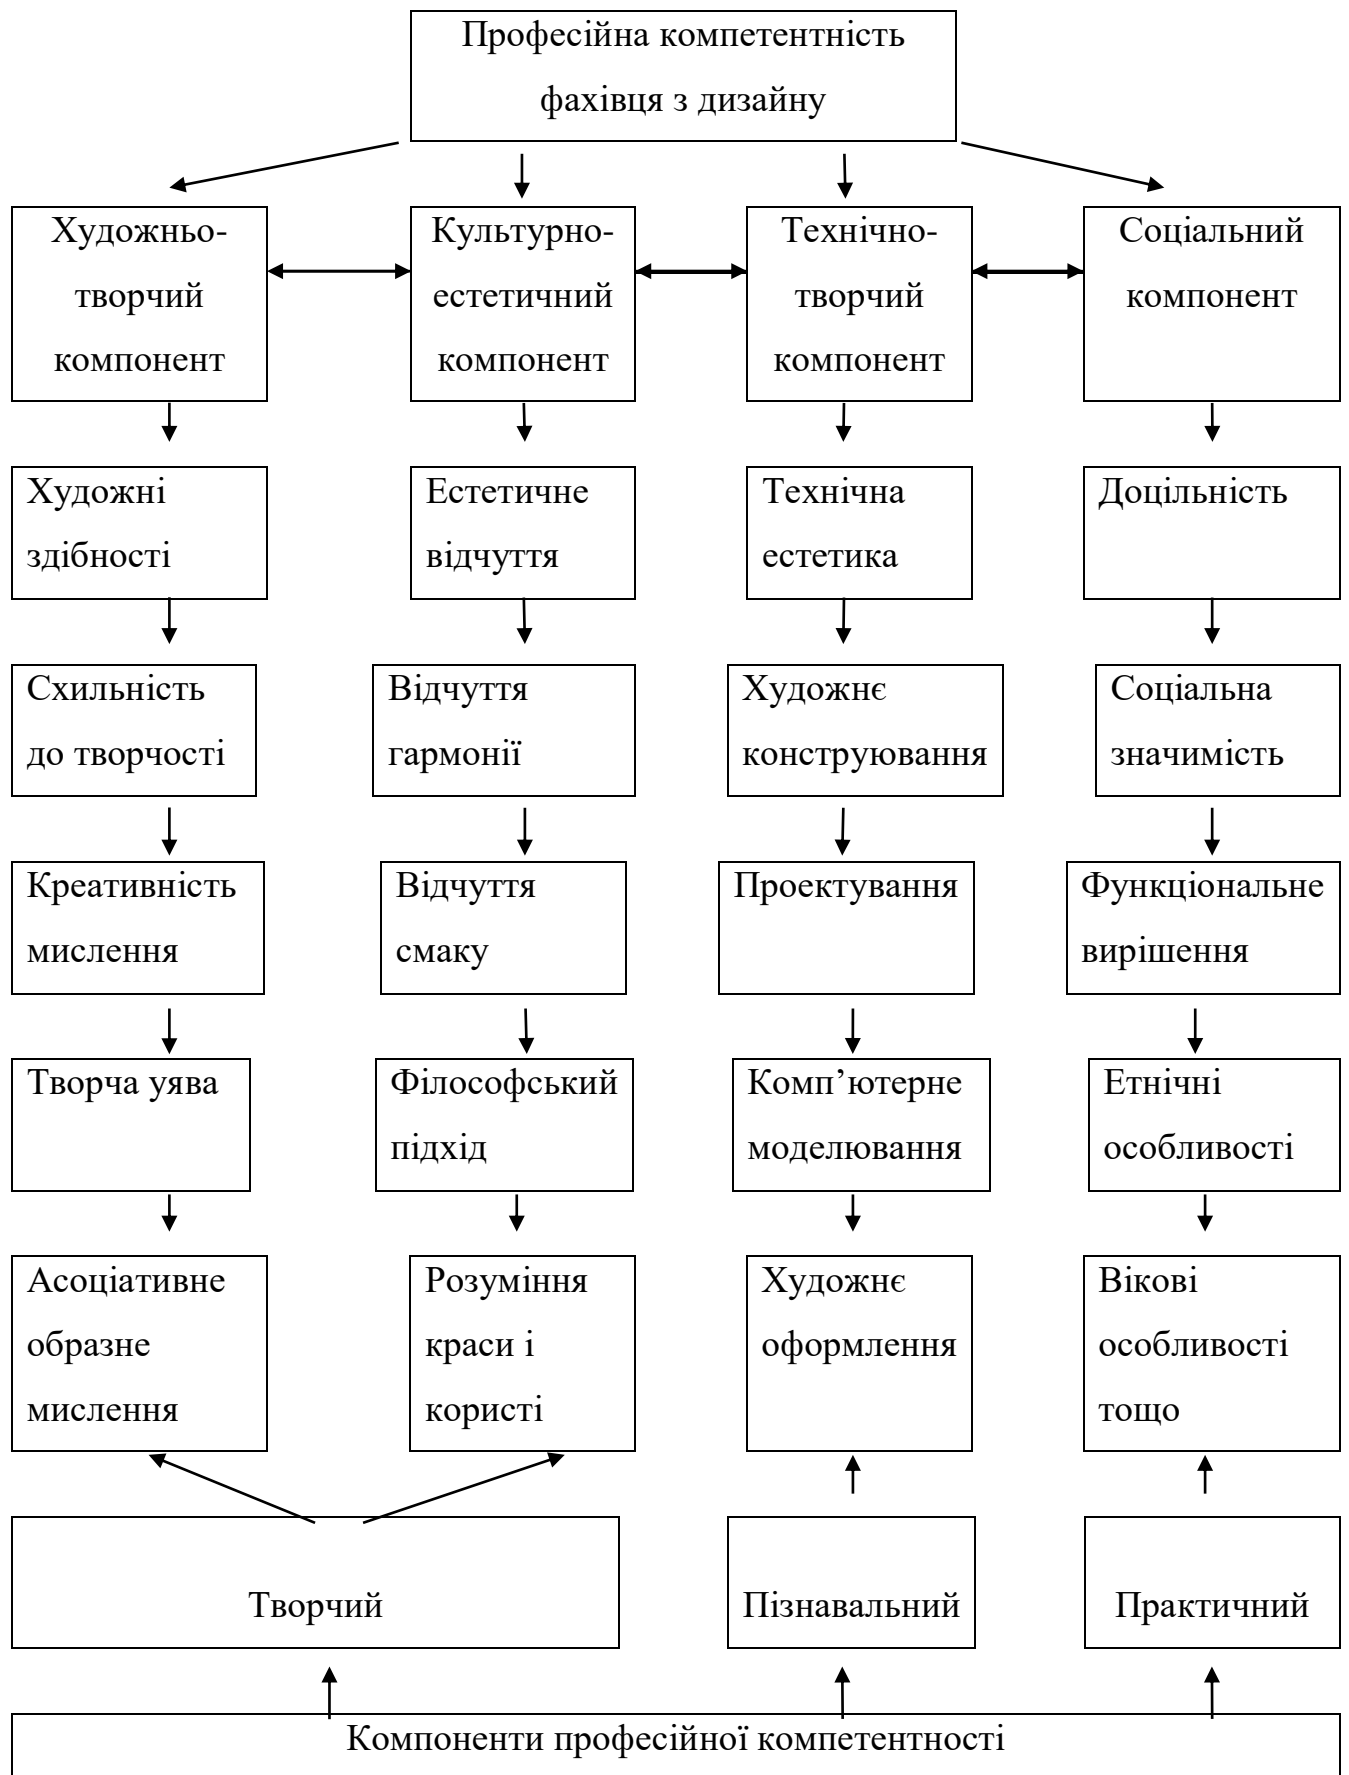 Професійна компетентність
фахівця з дизайну
Художньо-
творчий
компонент
Культурно-
естетичний
компонент
Технічно-
творчий
компонент
Соціальний
компонент
Художні
здібності
Естетичне
відчуття
Технічна
естетика
Доцільність
Схильність
до творчості
Відчуття
гармонії
Художнє
конструювання
Соціальна
значимість
Креативність
мислення
Відчуття
смаку
Проектування
Функціональне
вирішення
Творча уява
Філософський
підхід
Комп’ютерне
моделювання
Етнічні
особливості
Асоціативне
образне
мислення
Розуміння
краси і
користі
Художнє
оформлення
Вікові
особливості
тощо
Творчий
Пізнавальний
Практичний
Компоненти професійної компетентності